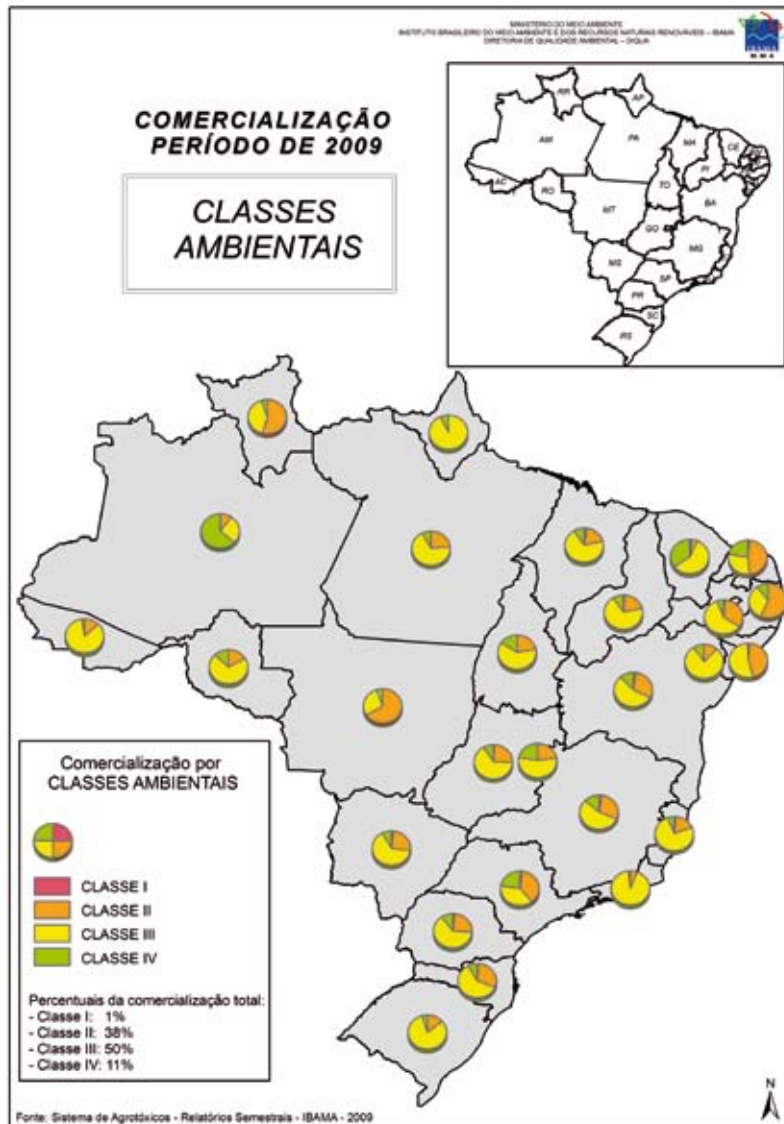 MINISTÉRIO DO MEIO AMBIENTE
INSTITUTO BRASILEIRO DO MEIO AMBIENTE E DOS RECURSOS NATURAIS RENOVÁVEIS - IBAMA
DIRETORIA DE QUALIDADE AMBIENTAL - DIQUA
IBAMA
MMA
COMERCIALIZAÇÃO
PERÍODO DE 2009
CLASSES
AMBIENTAIS
RR
AP
AM
PA
MA
CE
PI
AC
RO
TO
BA
MT
GO
MG
MS
SP
PR
SC
RS
Comercialização por
CLASSES AMBIENTAIS
CLASSE I
CLASSE II
CLASSE III
CLASSE IV
Percentuais da comercialização total:
- Classe I: 1%
- Classe II: 38%
- Classe III: 50%
- Classe IV: 11%
N
Fonte: Sistema de Agrotóxicos - Relatórios Semestrais - IBAMA - 2009